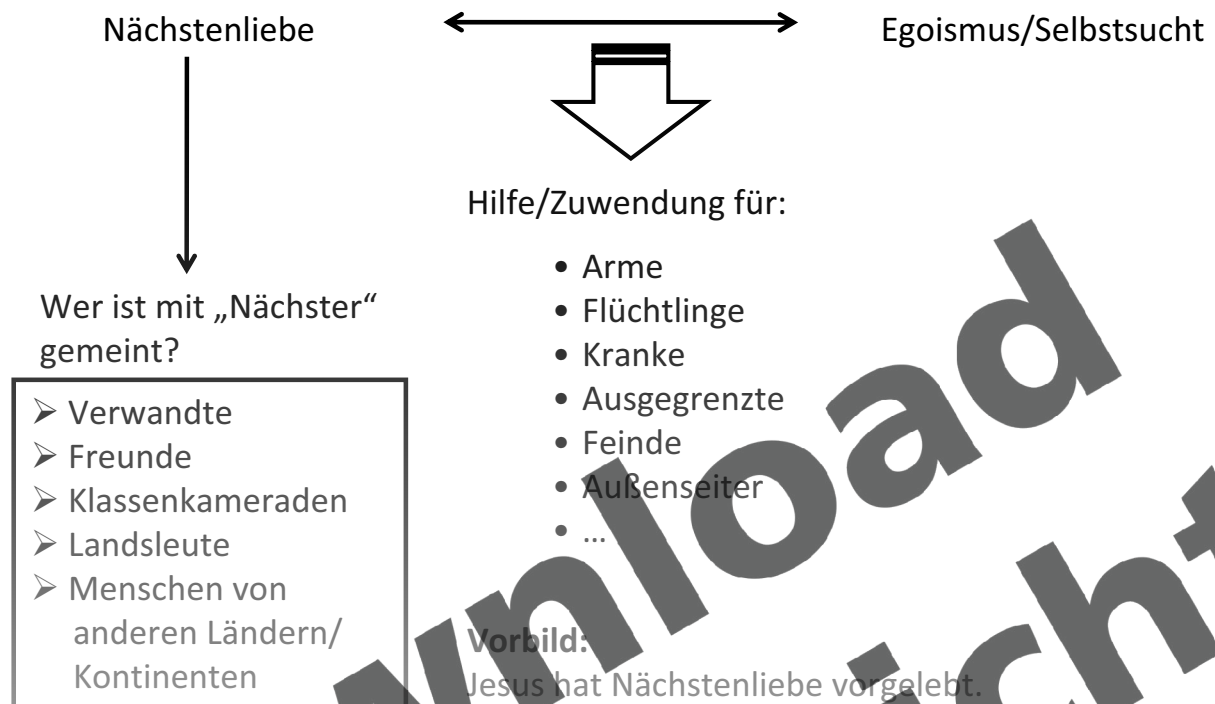 Nächstenliebe
Egoismus/Selbstsucht
Wer ist mit „Nächster“
gemeint?
➢ Verwandte
➢ Freunde
➢ Klassenkameraden
➢ Landsleute
➢ Menschen von
anderen Ländern/
Kontinenten
Hilfe/Zuwendung für:
• Arme
• Flüchtlinge
• Kranke
• Ausgegrenzte
• Feinde
• Außenseiter
• ...
Vorbild:
Jesus hat Nächstenliebe vorgelebt.